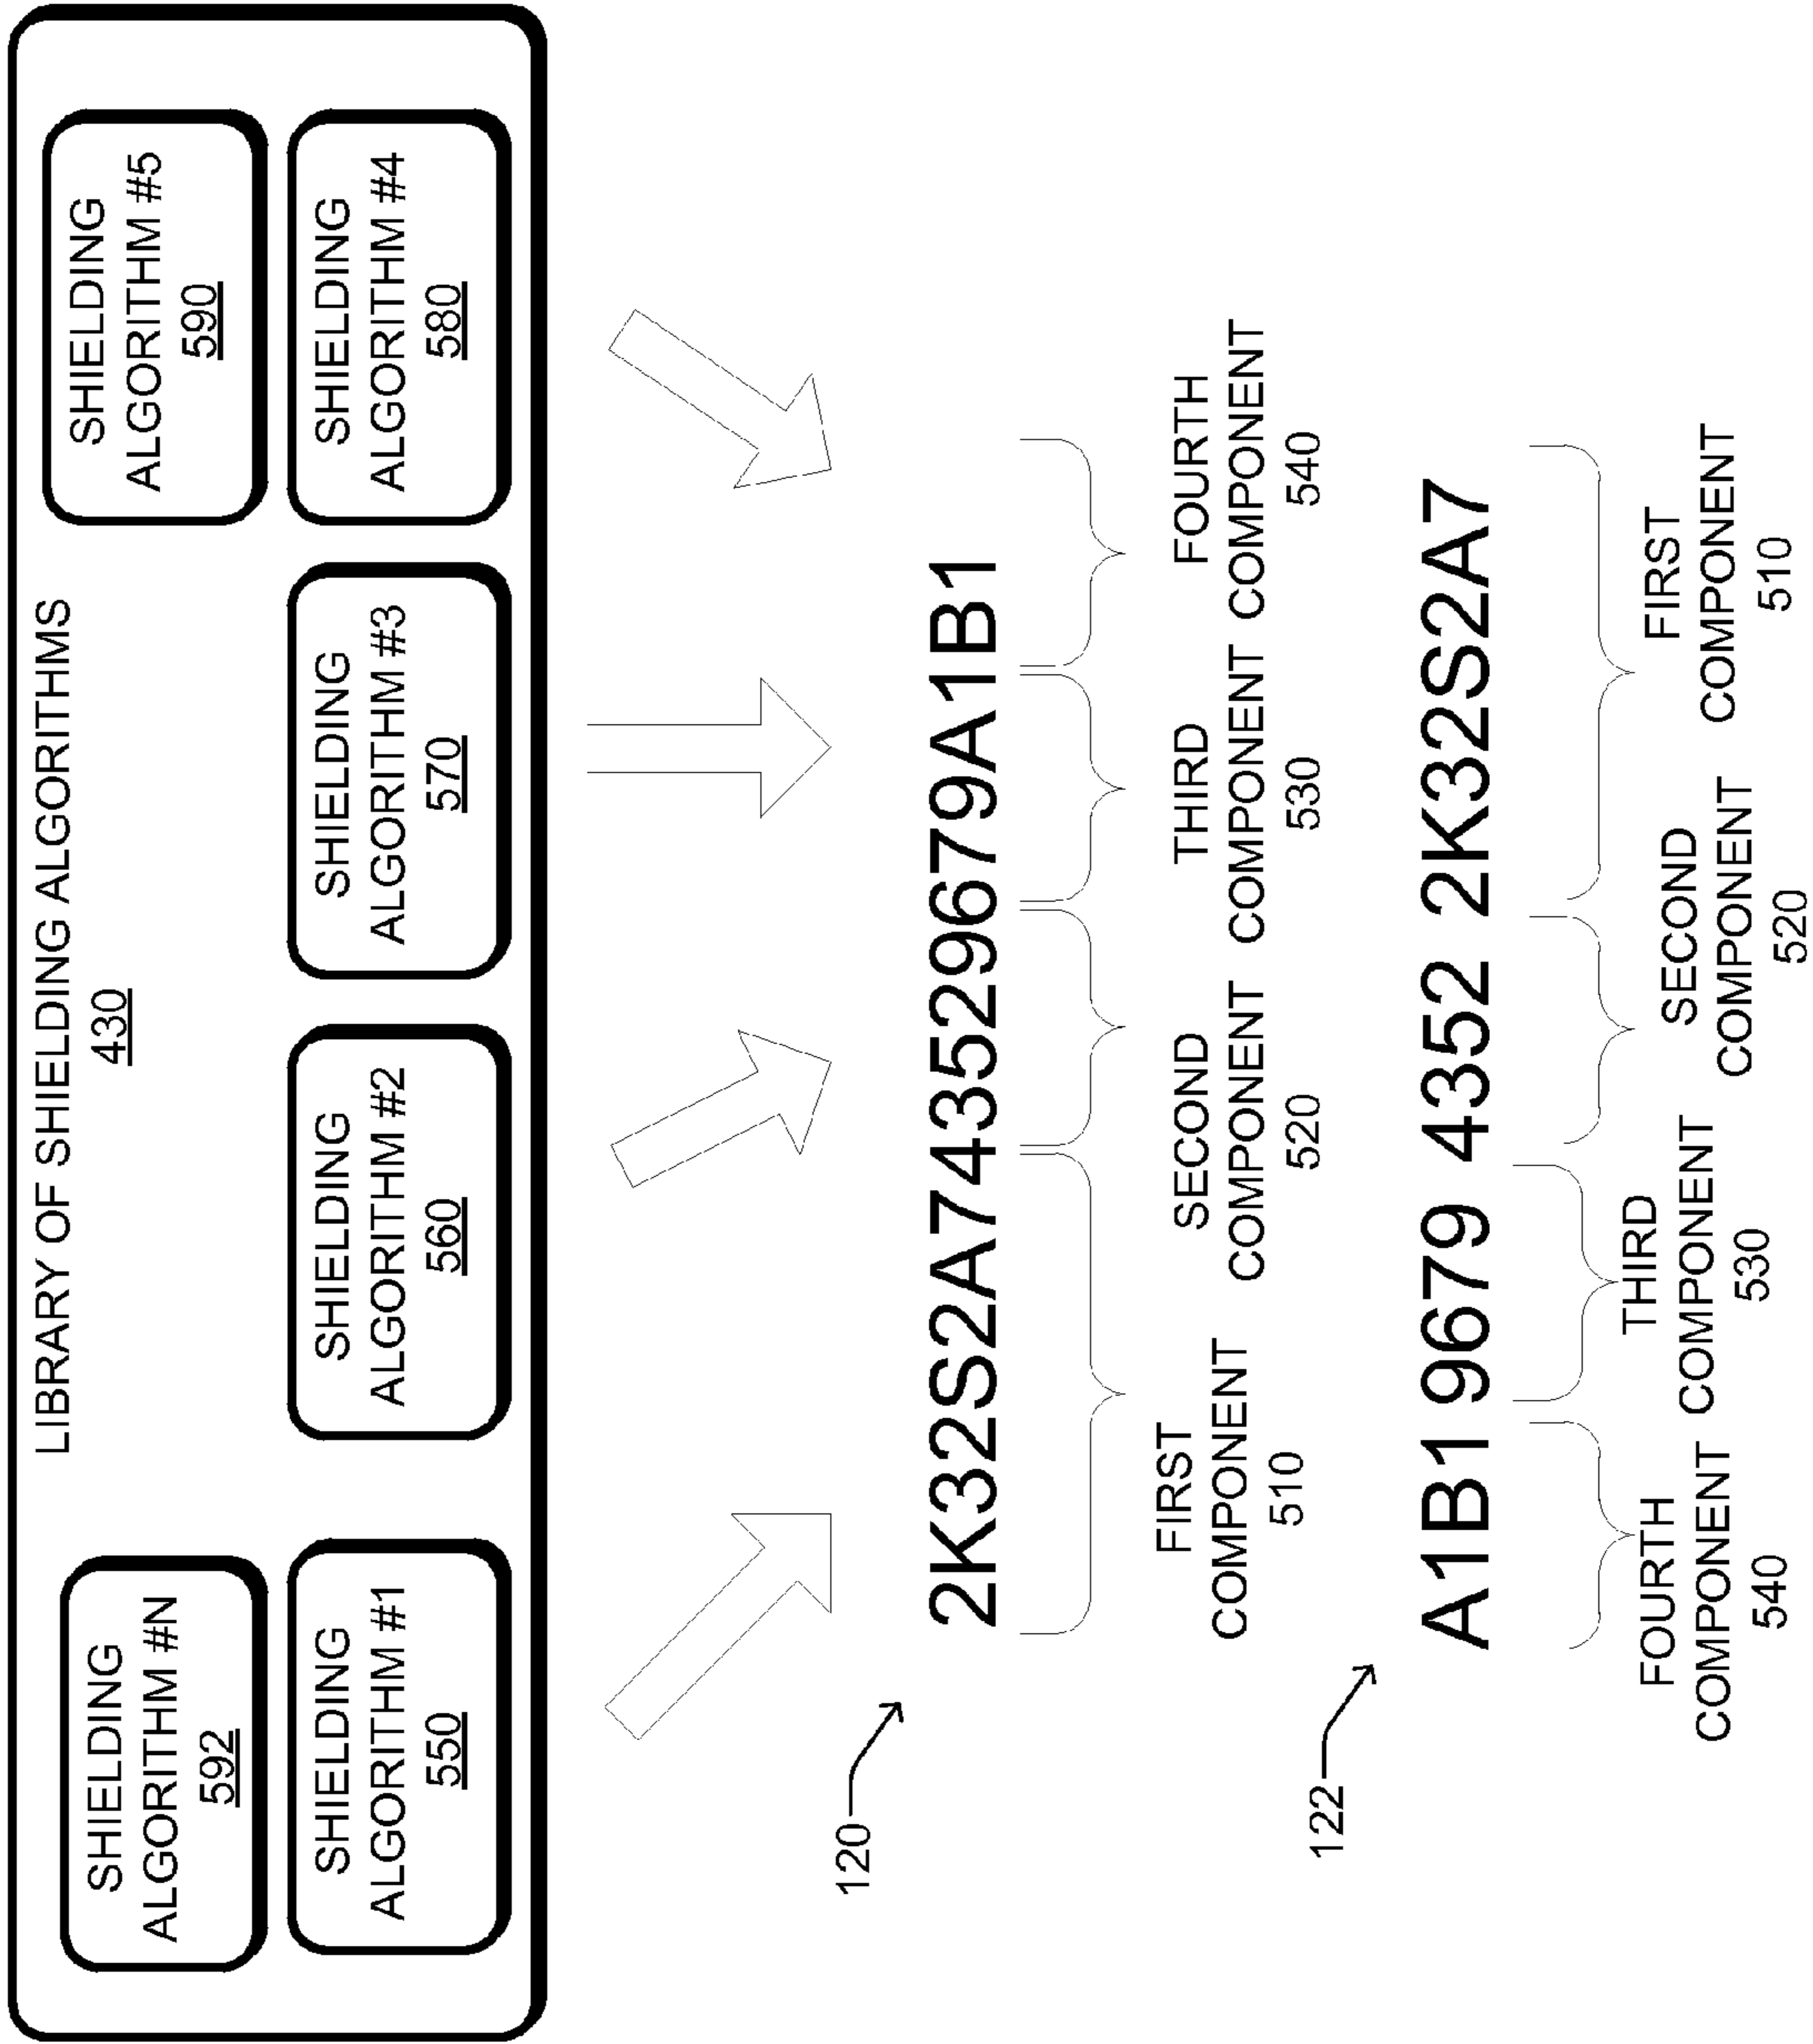 LIBRARY OF SHIELDING ALGORITHMS
430
SHIELDING
ALGORITHM #N
592
SHIELDING
ALGORITHM #5
590
SHIELDING
ALGORITHM #1
550
SHIELDING
ALGORITHM #2
560
SHIELDING
ALGORITHM #3
570
SHIELDING
ALGORITHM #4
580
120
2K32S2A743529679A1B1
FIRST
COMPONENT
510
SECOND
COMPONENT
520
THIRD
COMPONENT
530
FOURTH
COMPONENT
540
122
A1B1 9679 4352 2K32S2A7
FOURTH
COMPONENT
540
THIRD
COMPONENT
530
SECOND
COMPONENT
520
FIRST
COMPONENT
510